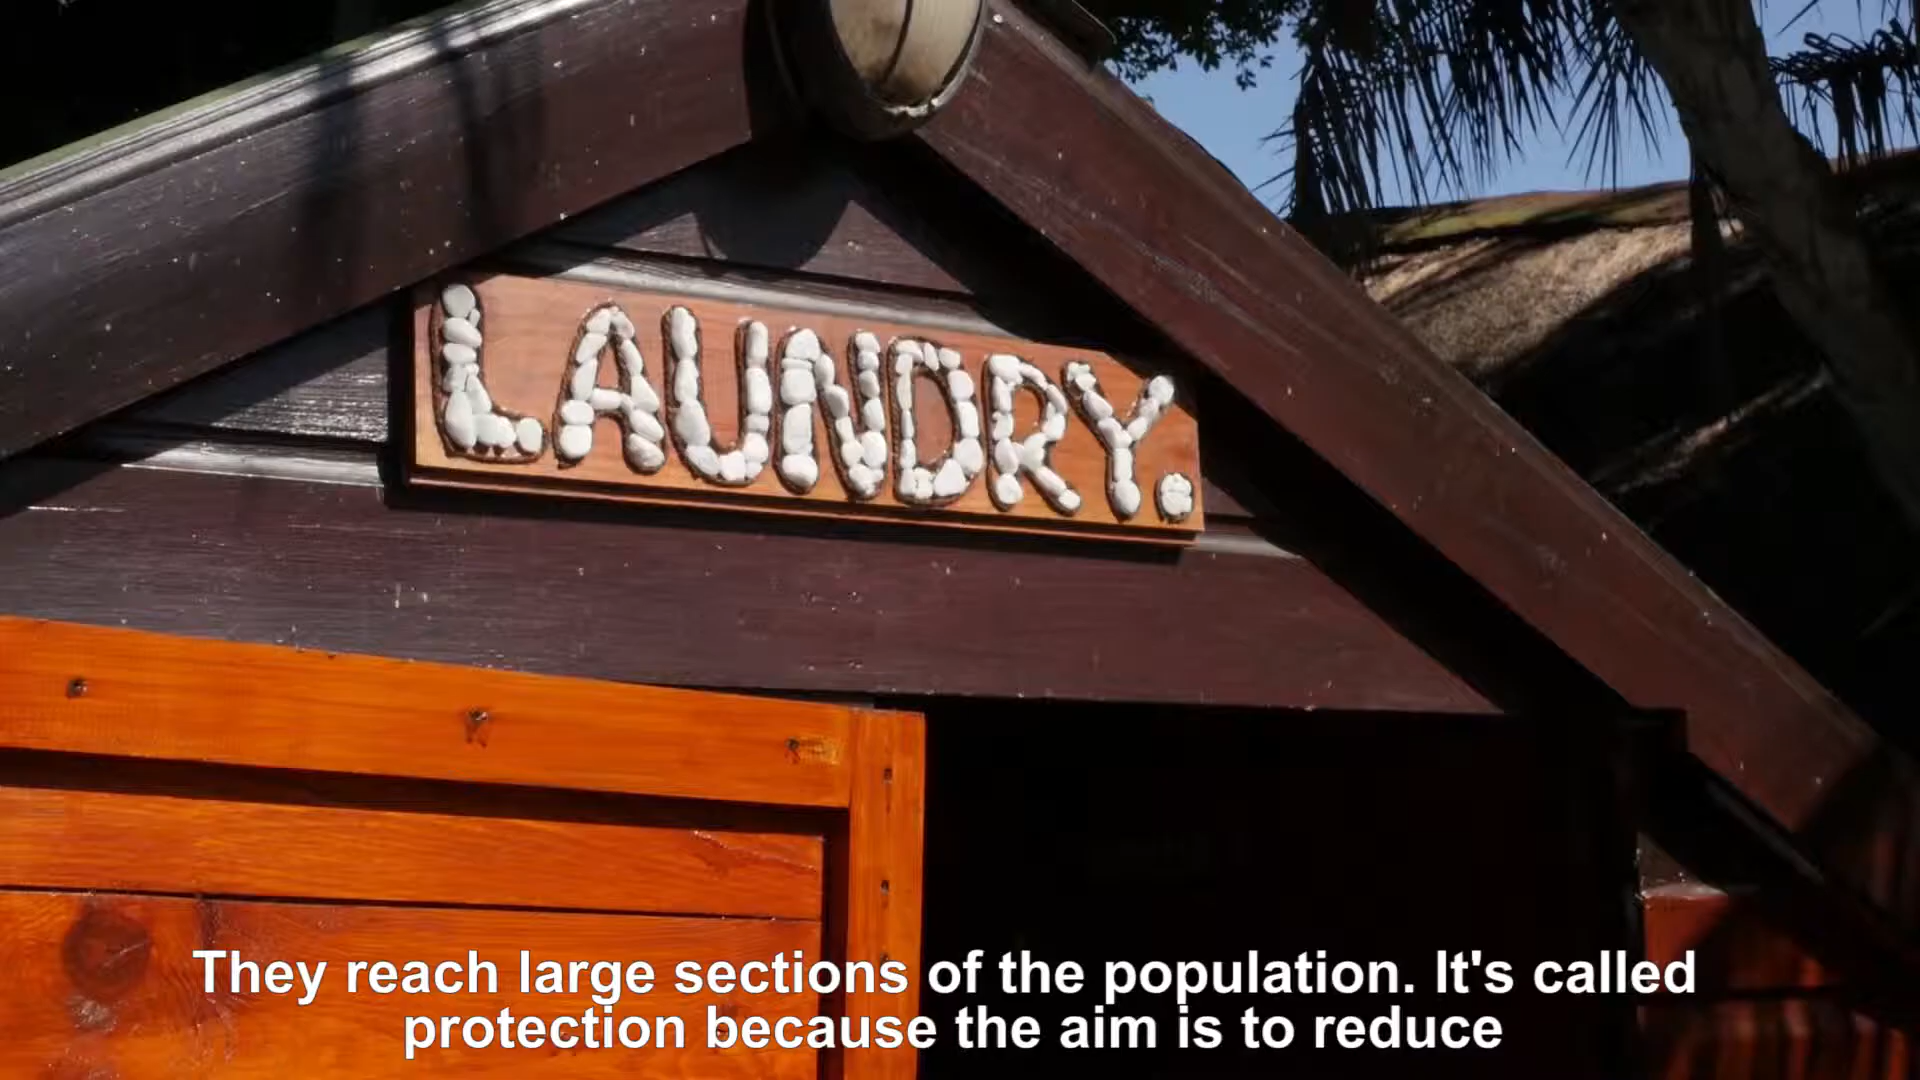 LAUNDRY.
They reach large sections of the population. It's called
protection because the aim is to reduce